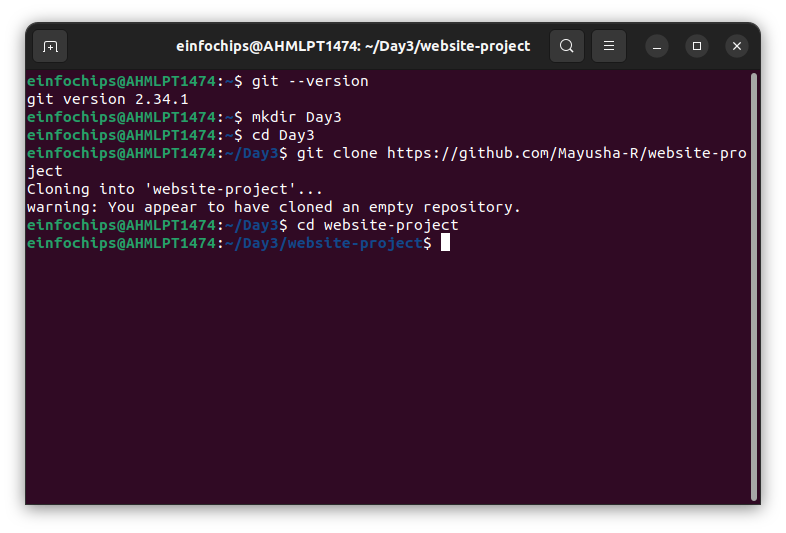 einfochips@AHMLPT1474: ~/Day3/website-project
einfochips@AHMLPT1474:~$ git --version
git version 2.34.1
einfochips@AHMLPT1474:~$ mkdir Day3
einfochips@AHMLPT1474:~$ cd Day3
einfochips@AHMLPT1474:~/Day3$ git clone https://github.com/Mayusha-R/website-pro
ject
Cloning into 'website-project'...
warning: You appear to have cloned an empty repository.
einfochips@AHMLPT1474:~/Day3$ cd website-project
einfochips@AHMLPT1474:~/Day3/website-project$